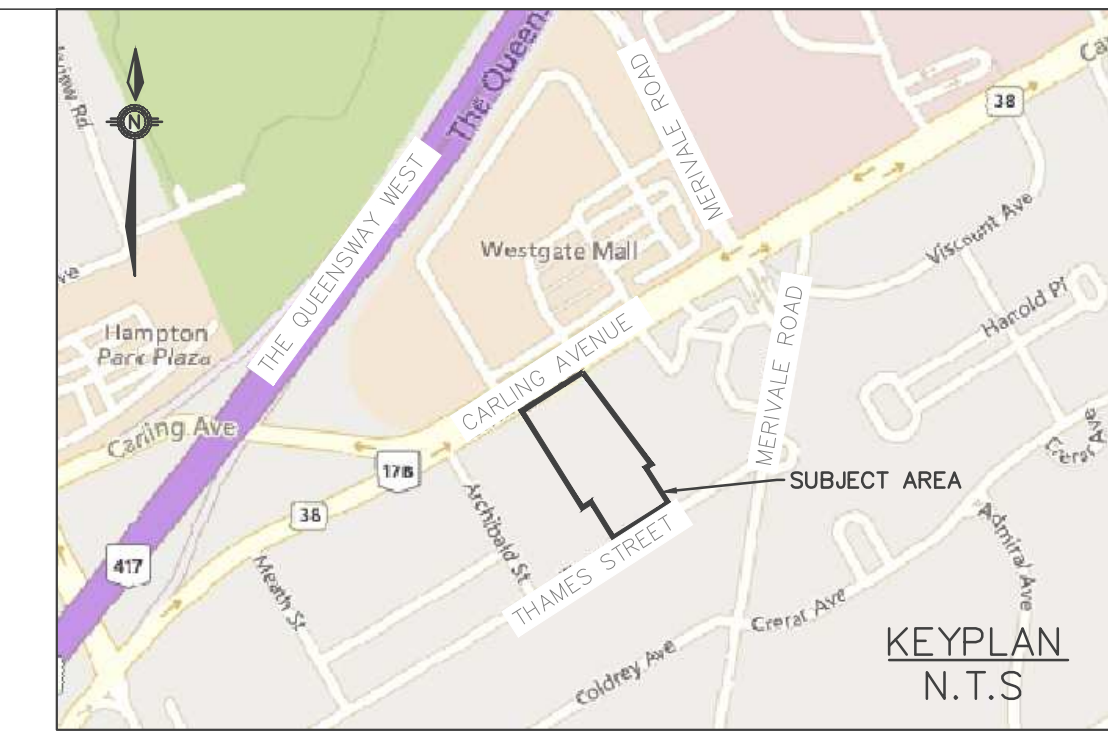 The Queen
MERIVALE ROAD
38
N
THE QUEENSWAY WEST
Westgate Mall
Viscount Ave
ve
Harold Pl
MERIVALE ROAD
Hampton
Park Plaza
CARLING AVENUE
Carling Ave
176
Crerar Ave
SUBJECT AREA
Archibald St
38
Admiral Ave
THAMES STREET
417
Meath St
Crerar Ave
Coldrey Ave
KEYPLAN
N.T.S